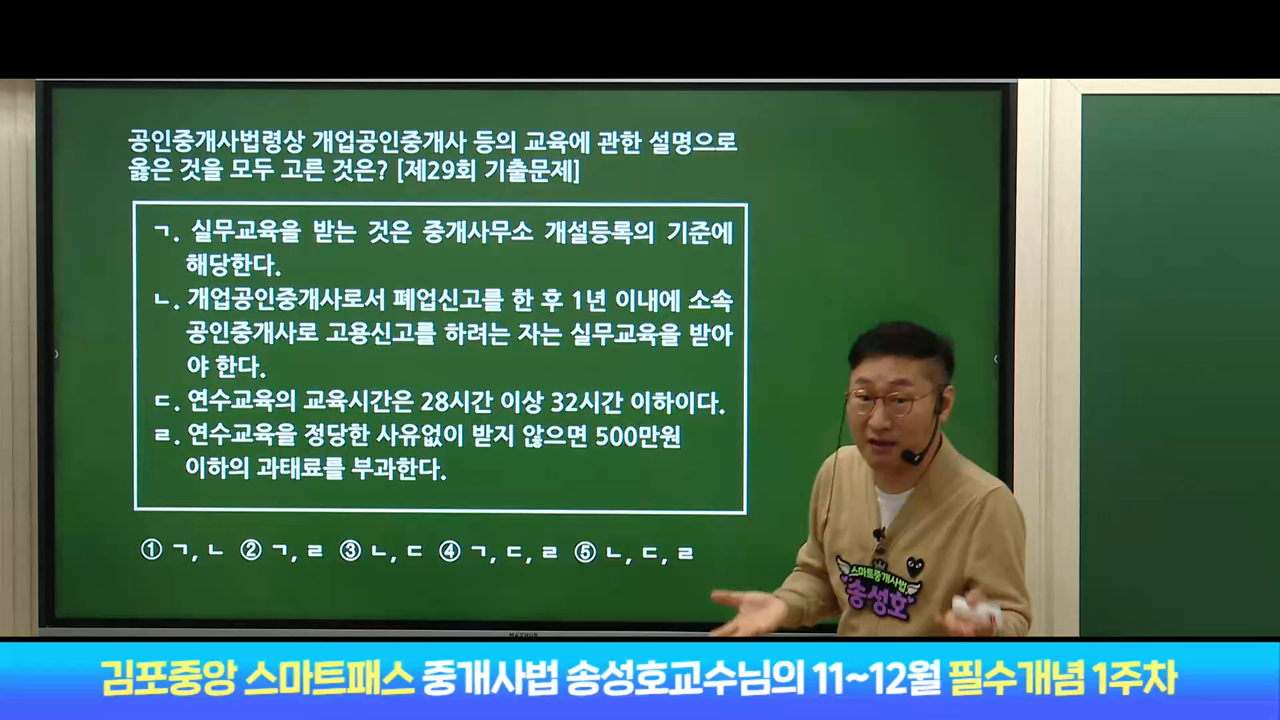 공인중개사법령상 개업공인중개사 등의 교육에 관한 설명으로
옳은 것을 모두 고른 것은? [제29회 기출문제]
ㄱ. 실무교육을 받는 것은 중개사무소 개설등록의 기준에
해당한다.
ㄴ. 개업공인중개사로서 폐업신고를 한 후 1년 이내에 소속
공인중개사로 고용신고를 하려는 자는 실무교육을 받아
야 한다.
ㄷ. 연수교육의 교육시간은 28시간 이상 32시간 이하이다.
ㄹ. 연수교육을 정당한 사유없이 받지 않으면 500만원
이하의 과태료를 부과한다.
① ㄱ, ㄴ ② ㄱ, ㄹ ③ ㄴ, ㄷ ④ ㄱ, ㄷ, ㄹ ⑤ ㄴ, ㄷ, ㄹ
스마트중개사법
송성호
김포중앙 스마트패스 중개사법 송성호교수님의 11~12월 필수개념 1주차